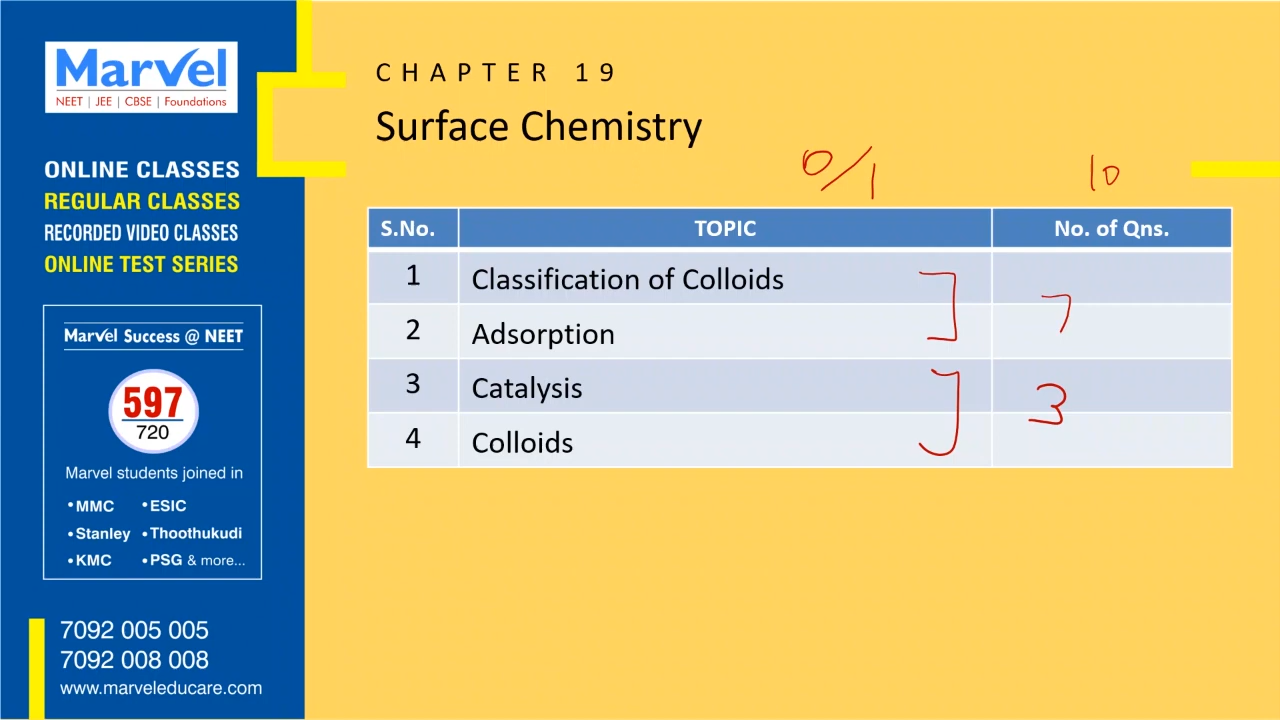 Marvel
NEET | JEE | CBSE | Foundations
ONLINE CLASSES
REGULAR CLASSES
RECORDED VIDEO CLASSES
ONLINE TEST SERIES
Marvel Success @ NEET
597
720
Marvel students joined in
• MMC • ESIC
• Stanley • Thoothukudi
• KMC • PSG & more...
7092 005 005
7092 008 008
www.marveleducare.com
CHAPTER 19
Surface Chemistry
0/1 10
S.No. TOPIC No. of Qns.
1 Classification of Colloids
7
2 Adsorption
3 Catalysis
3
4 Colloids